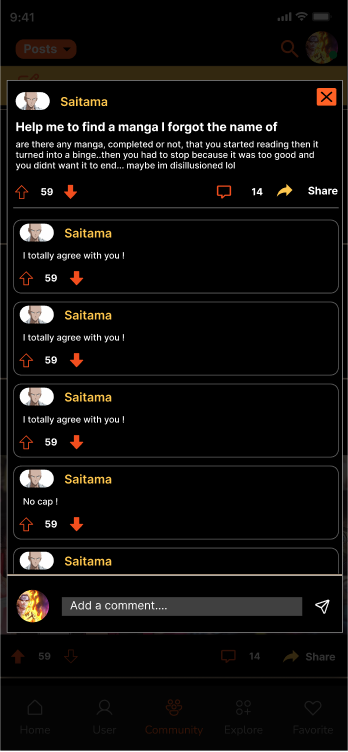 9:41
Posts
Saitama
Help me to find a manga I forgot the name of
are there any manga, completed or not, that you started reading then it
turned into a binge..then you had to stop because it was too good and
you didnt want it to end... maybe im disillusioned lol
59 14 Share
Saitama
I totally agree with you !
59
Saitama
I totally agree with you !
59
Saitama
I totally agree with you !
59
Saitama
No cap !
59
Saitama
Add a comment....
59 14 Share
Home User Community Explore Favorite